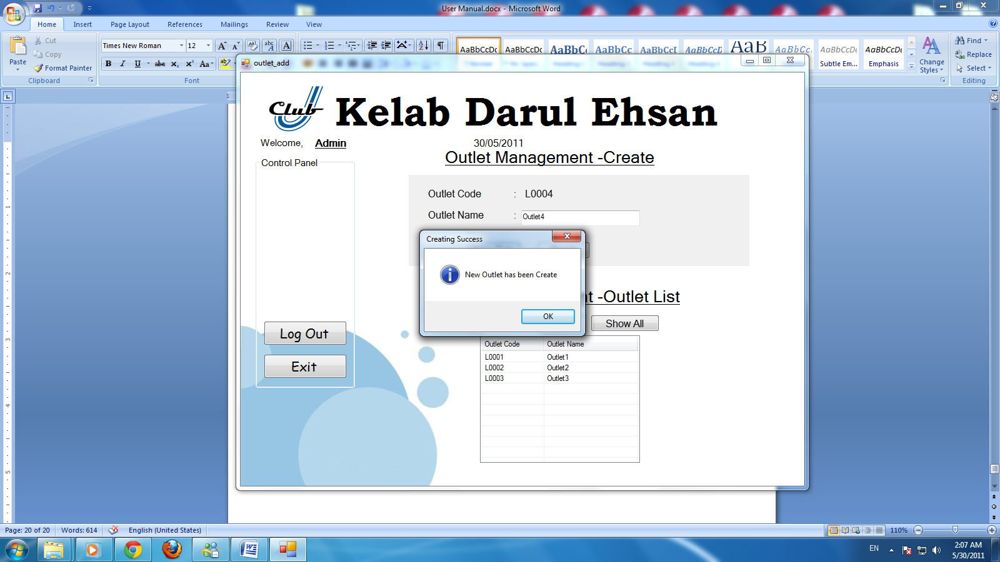 User Manual.docx - Microsoft Word
Home Insert Page Layout References Mailings Review View
Paste
Cut
Copy
Format Painter
Clipboard
Times New Roman 12
Font
AaBbCcDc AaBbCcDc AaBbC AaBbCc AaBbCcI AaBbCcDc AaB AaBbCc. AaBbCcDc AaBbCcDc
Subtle Em... Emphasis
Change Styles
Find
Replace
Select
Editing
outlet_add
Club Kelab Darul Ehsan
Welcome, Admin 30/05/2011
Outlet Management -Create
Control Panel
Outlet Code : L0004
Outlet Name : Outlet4
Creating Success
New Outlet has been Create
OK
t -Outlet List
Show All
Log Out
Exit
Outlet Code Outlet Name
L0001 Outlet1
L0002 Outlet2
L0003 Outlet3
Page: 20 of 20 Words: 614 English (United States) 110%
EN 2:07 AM
5/30/2011